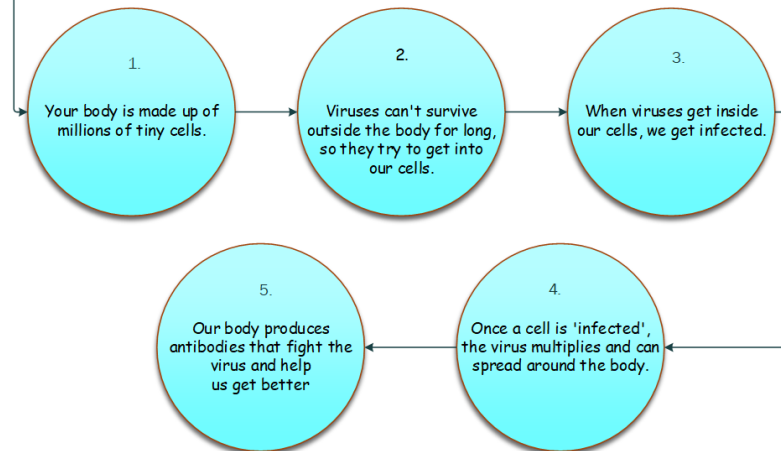 1.
Your body is made up of
millions of tiny cells.
2.
Viruses can't survive
outside the body for long,
so they try to get into
our cells.
3.
When viruses get inside
our cells, we get infected.
4.
Once a cell is 'infected',
the virus multiplies and can
spread around the body.
5.
Our body produces
antibodies that fight the
virus and help
us get better